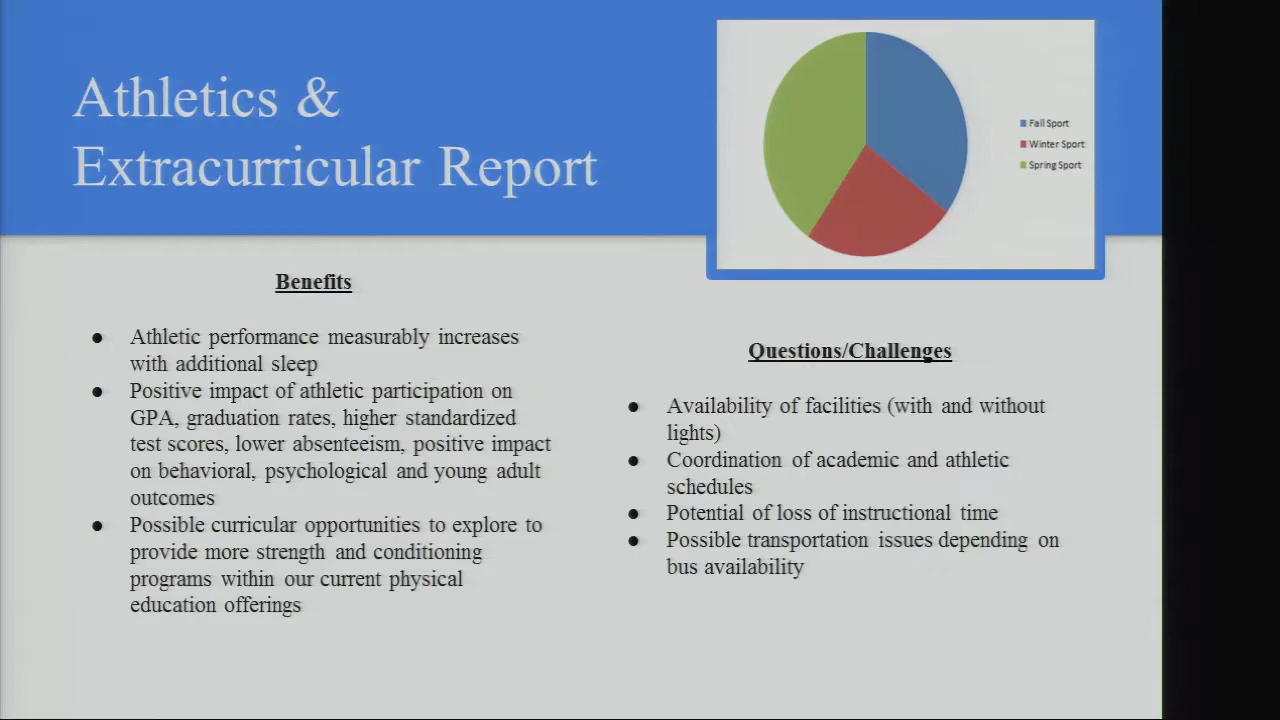 Athletics &
Extracurricular Report
Fall Sport
Winter Sport
Spring Sport
Benefits
● Athletic performance measurably increases
with additional sleep
● Positive impact of athletic participation on
GPA, graduation rates, higher standardized
test scores, lower absenteeism, positive impact
on behavioral, psychological and young adult
outcomes
● Possible curricular opportunities to explore to
provide more strength and conditioning
programs within our current physical
education offerings
Questions/Challenges
● Availability of facilities (with and without
lights)
● Coordination of academic and athletic
schedules
● Potential of loss of instructional time
● Possible transportation issues depending on
bus availability